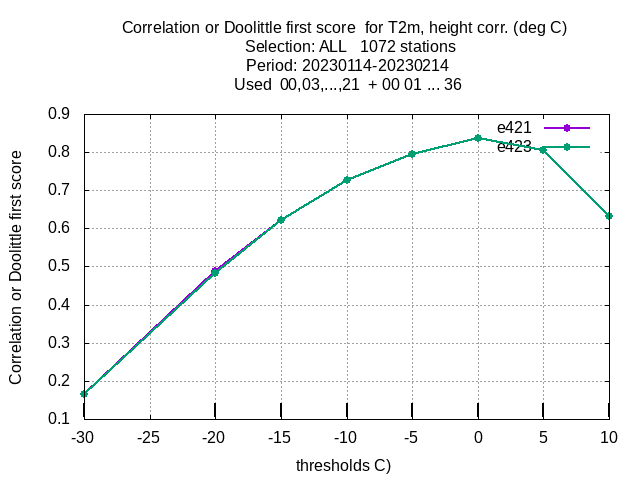 Correlation or Doolittle first score  for T2m, height corr. (deg C)
Selection: ALL   1072 stations
Period: 20230114-20230214
Used  00,03,...,21  + 00 01 ... 36
Correlation or Doolittle first score
0.9
0.8
0.7
0.6
0.5
0.4
0.3
0.2
0.1
e421
e423
-30 -25 -20 -15 -10 -5 0 5 10
thresholds C)